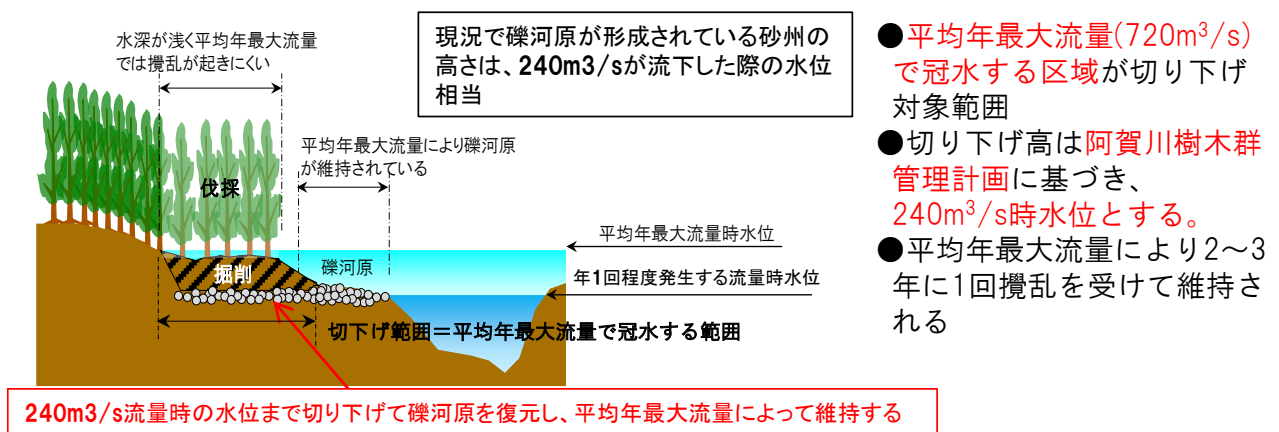 水深が浅く平均年最大流量
では攪乱が起きにくい
現況で礫河原が形成されている砂州の
高さは、240m3/sが流下した際の水位
相当
平均年最大流量により礫河原
が維持されている
伐採
平均年最大流量時水位
礫河原
掘削
年1回程度発生する流量時水位
切下げ範囲＝平均年最大流量で冠水する範囲
240m3/s流量時の水位まで切り下げて礫河原を復元し、平均年最大流量によって維持する
●平均年最大流量(720m³/s)
で冠水する区域が切り下げ
対象範囲
●切り下げ高は阿賀川樹木群
管理計画に基づき、
240m³/s時水位とする。
●平均年最大流量により2～3
年に1回攪乱を受けて維持さ
れる